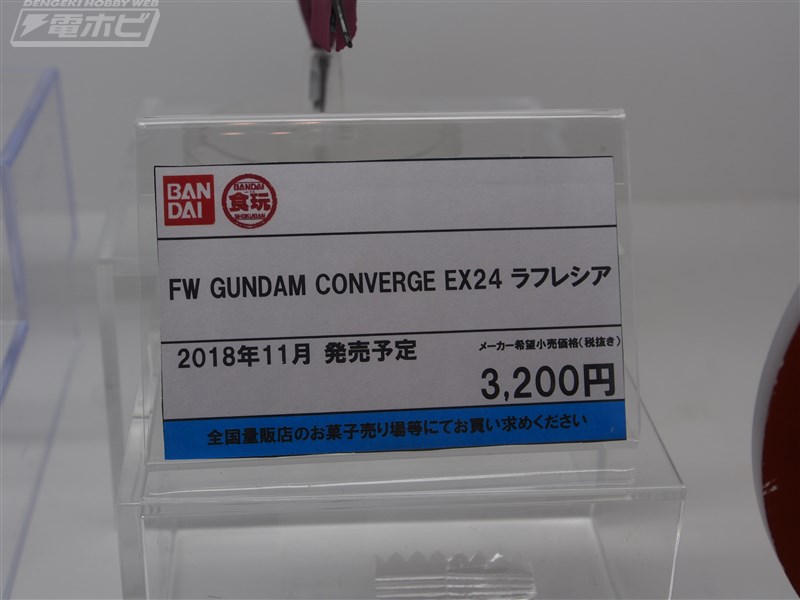 DENGEKI HOBBY WEB
電ホビ
BAN
DAI
BANDAI
食玩
SHOKUGAN
FW GUNDAM CONVERGE EX24 ラフレシア
2018年11月 発売予定
メーカー希望小売価格(税抜き)
3,200円
全国量販店のお菓子売り場等にてお買い求めください